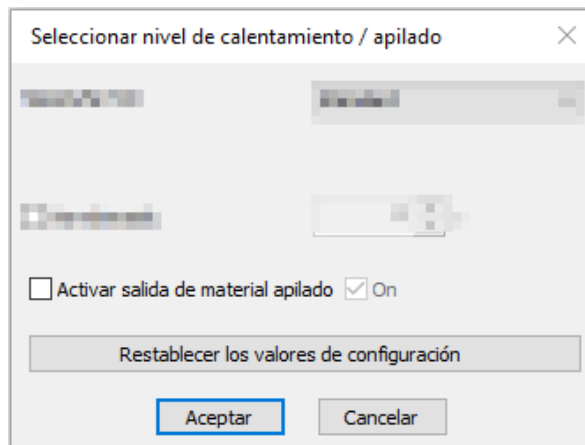 Seleccionar nivel de calentamiento / apilado
Activar salida de material apilado On
Restablecer los valores de configuración
Aceptar Cancelar